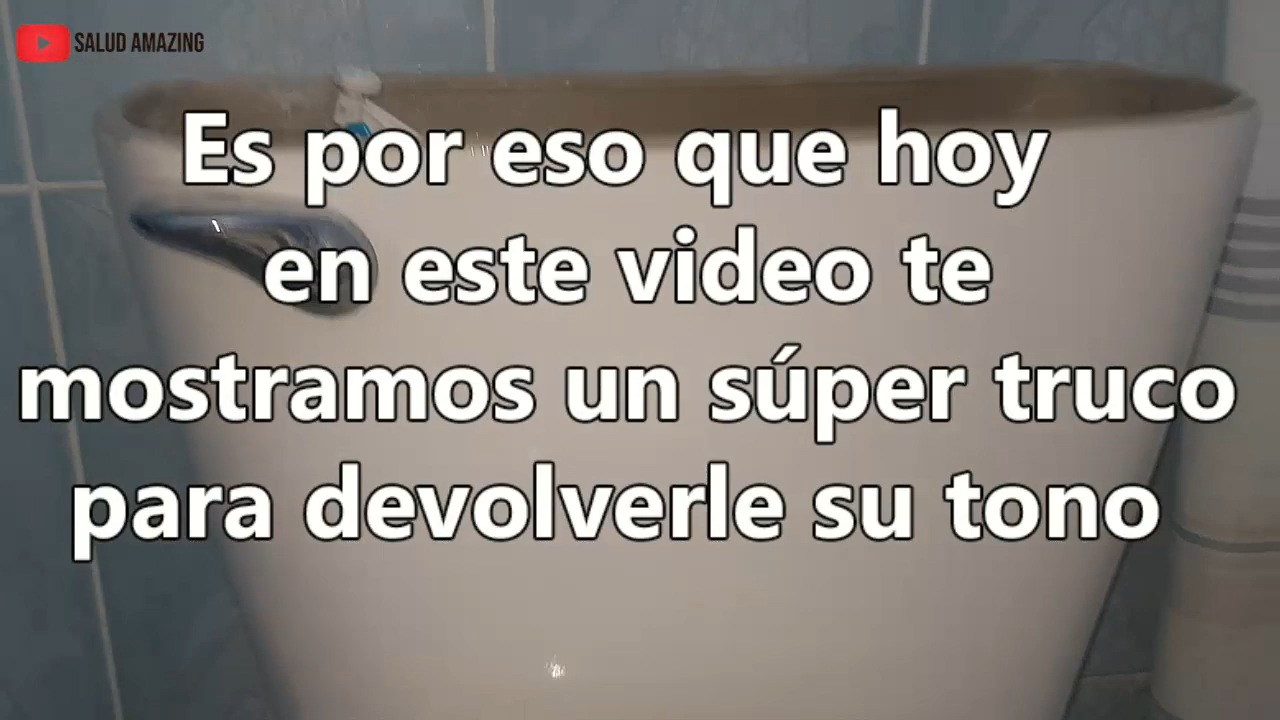 SALUD AMAZING
Es por eso que hoy
en este video te
mostramos un súper truco
para devolverle su tono